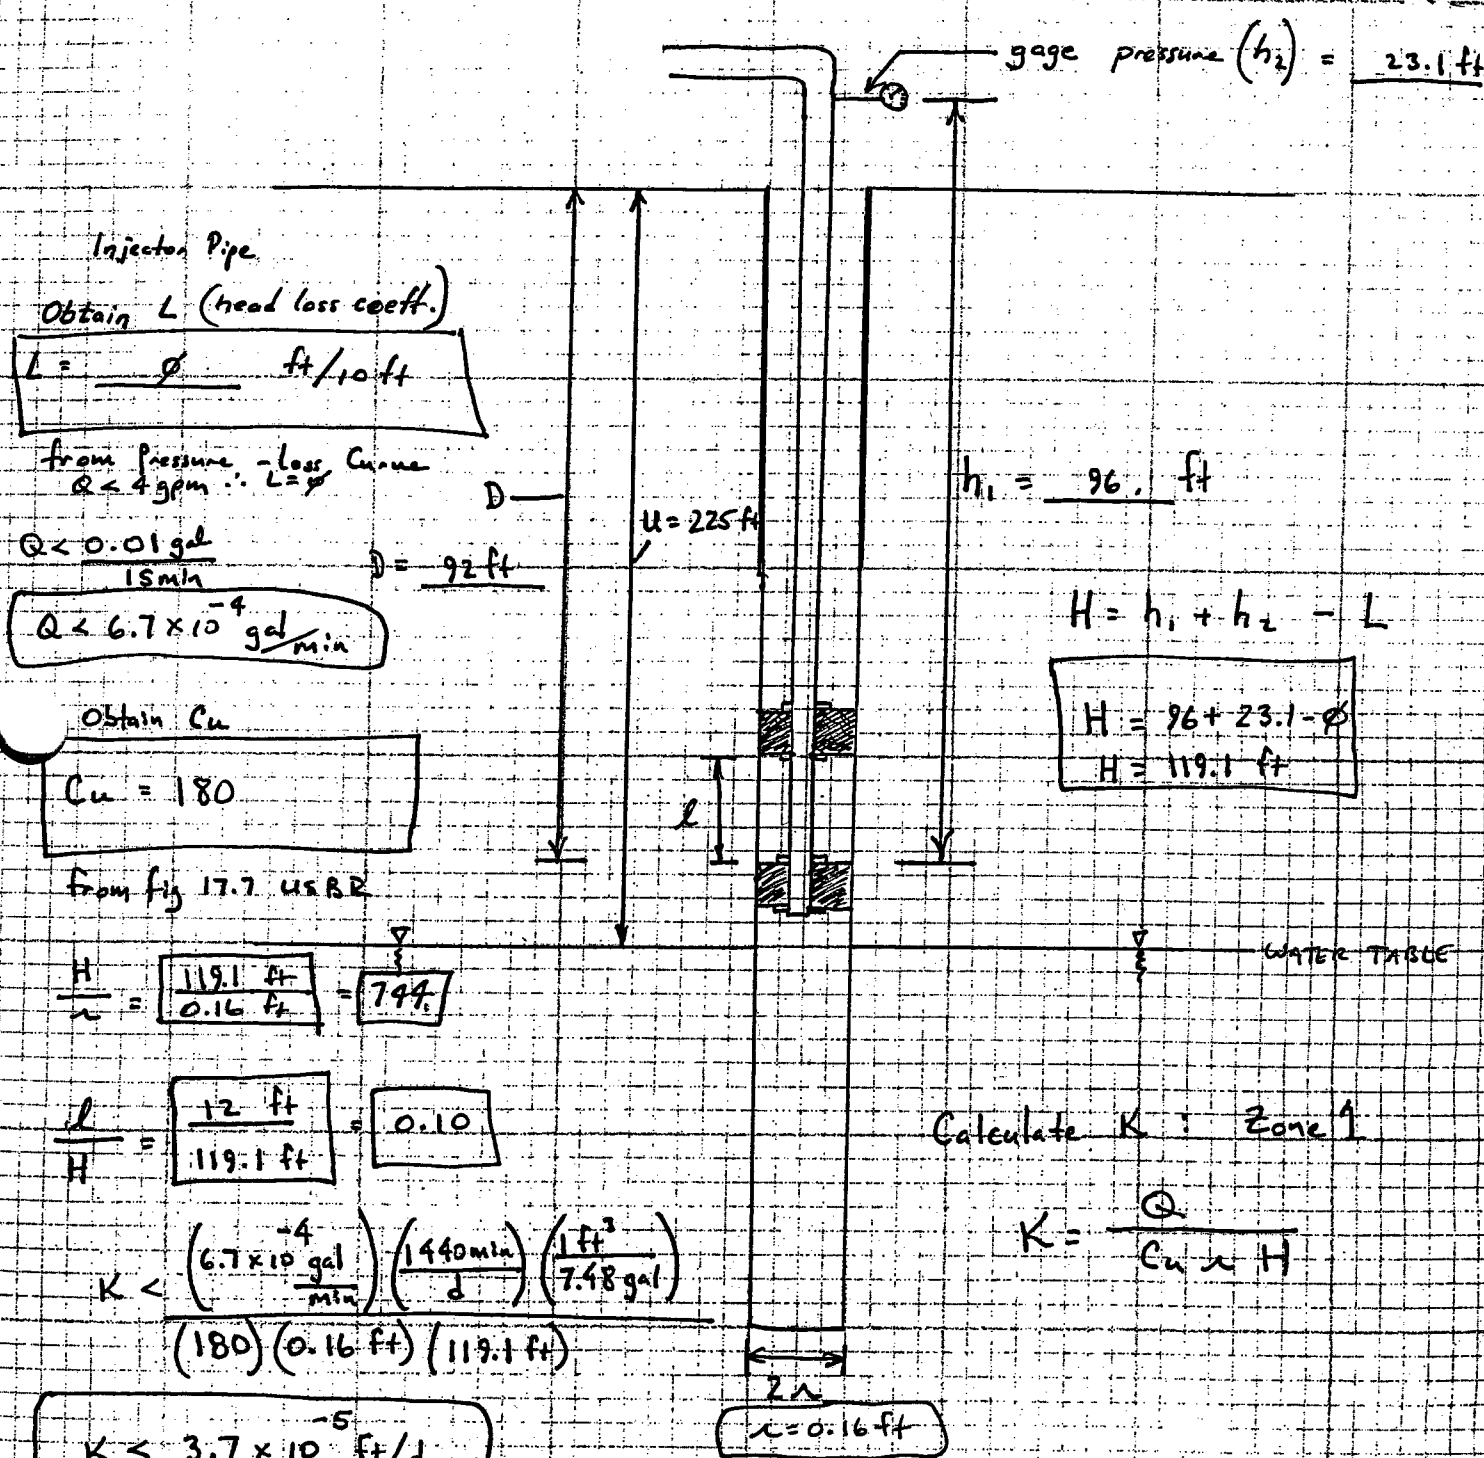 gage pressure (h₂) = 23.1 ft
Injector Pipe
Obtain L (head loss coeff.)
L = ∅ ft/10 ft
from Pressure - Loss Curve
Q < 4 gpm ∴ L = ∅
Q < 0.01 gal
15 min
Q < 6.7 × 10⁻⁴ gal/min
D
D = 92 ft
U = 225 ft
h₁ = 96. ft
H = h₁ + h₂ - L
H = 96 + 23.1 - ∅
H = 119.1 ft
Obtain Cu
Cu = 180
from fig 17.7 USBR
l
WATER TABLE
H/r = 119.1 ft / 0.16 ft = 744.
l/H = 12 ft / 119.1 ft = 0.10
Calculate K : Zone 1
K = Q / Cu r H
K < (6.7 × 10⁻⁴ gal/min) (1440 min/d) (1 ft³/7.48 gal)
(180) (0.16 ft) (119.1 ft)
2r
r = 0.16 ft
K < 3.7 × 10⁻⁵ ft/d